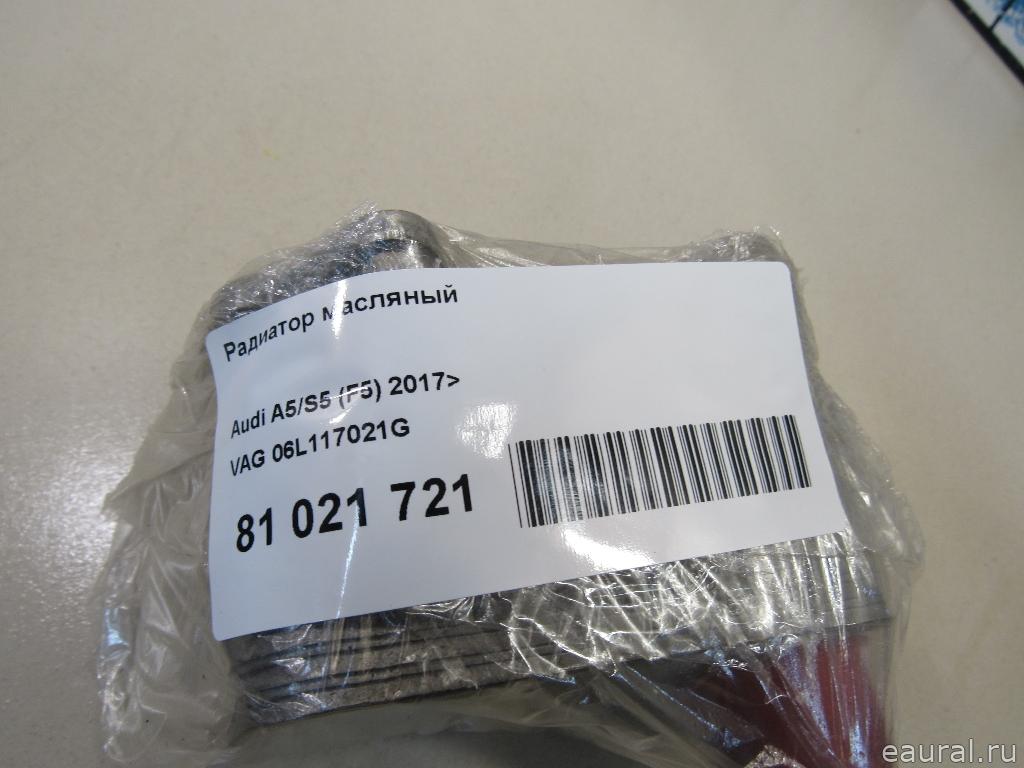 Радиатор масляный
Audi A5/S5 (F5) 2017>
VAG 06L117021G
81 021 721
eaural.ru